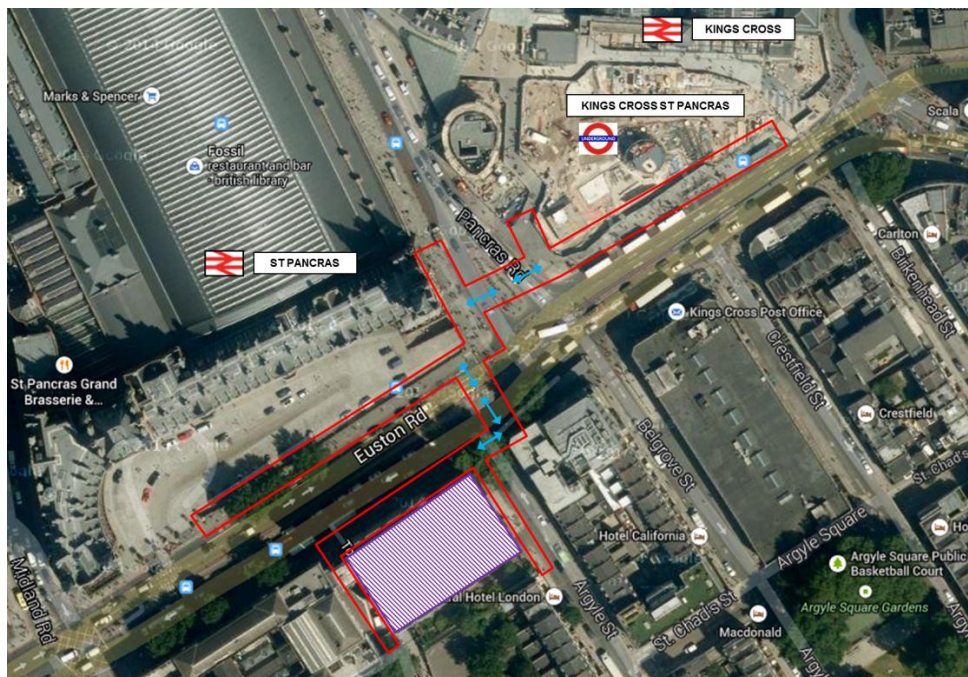 KINGS CROSS
Marks & Spencer
KINGS CROSS ST PANCRAS
UNDERGROUND
Scala
Fossil
restaurant and bar
- british library
Pancras Rd
Carlton
ST PANCRAS
Birkenhead St
Kings Cross Post Office
St Pancras Grand
Brasserie &...
Crestfield St
Crestfield
Euston Rd
Belgrove St
St. Chad's
Argyle Square
Hotel California
Midland Rd
Argyle Square Public
Basketball Court
Hotel London
Argyle St
St. Chad's St
Argyle Square Gardens
Macdonald